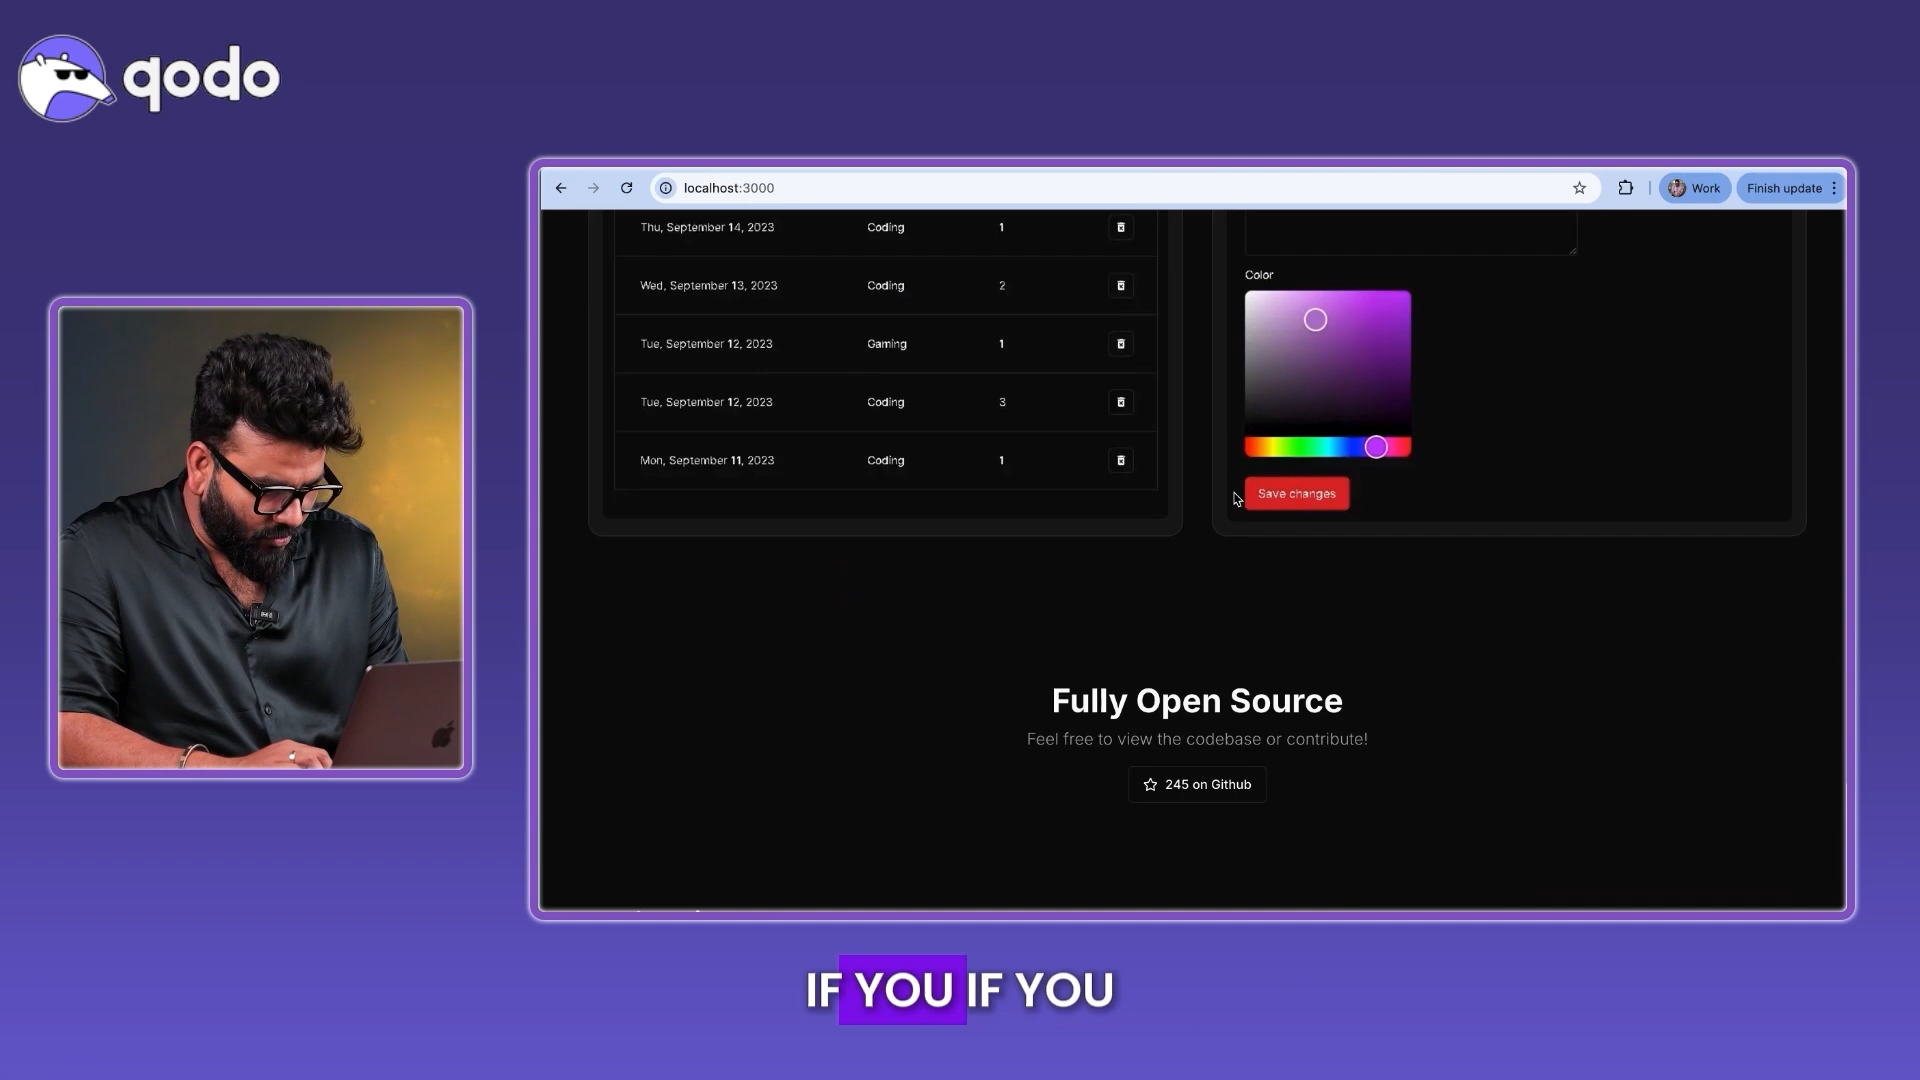 qodo
localhost:3000
Work
Finish update
Thu, September 14, 2023 Coding 1
Wed, September 13, 2023 Coding 2
Tue, September 12, 2023 Gaming 1
Tue, September 12, 2023 Coding 3
Mon, September 11, 2023 Coding 1
Color
Save changes
Fully Open Source
Feel free to view the codebase or contribute!
245 on Github
IF YOU IF YOU